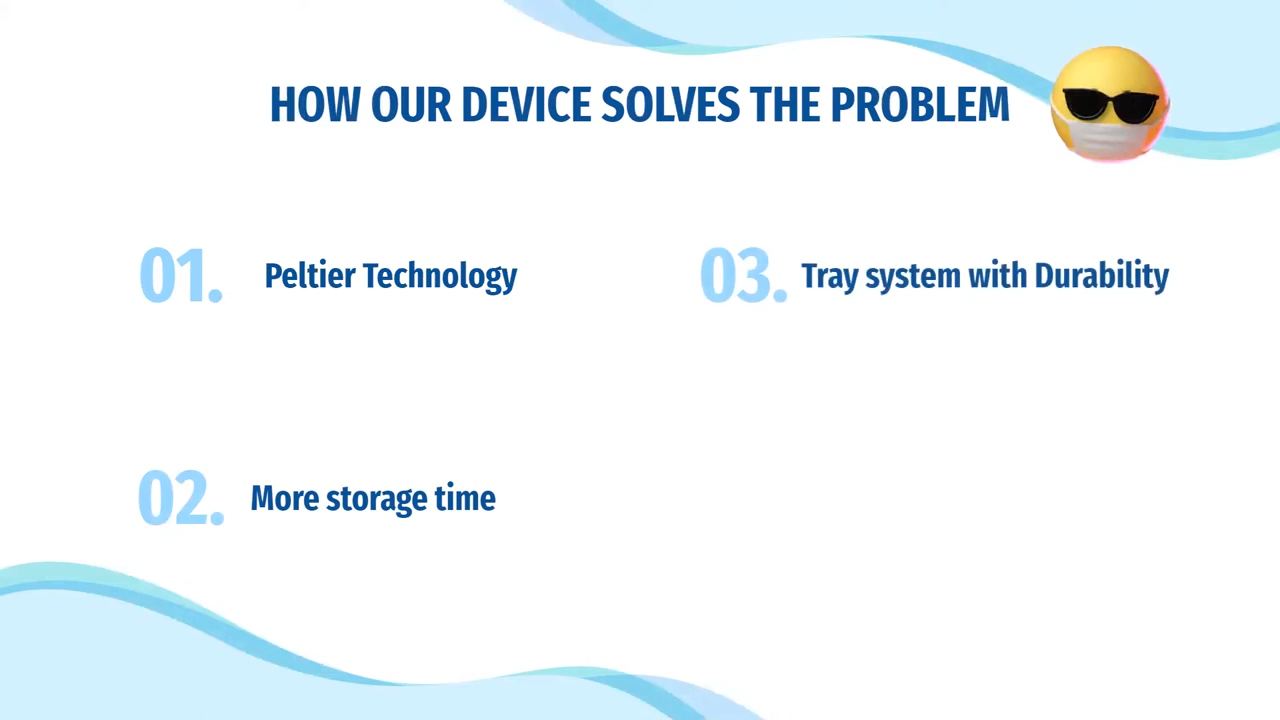 HOW OUR DEVICE SOLVES THE PROBLEM
01. Peltier Technology
02. More storage time
03. Tray system with Durability